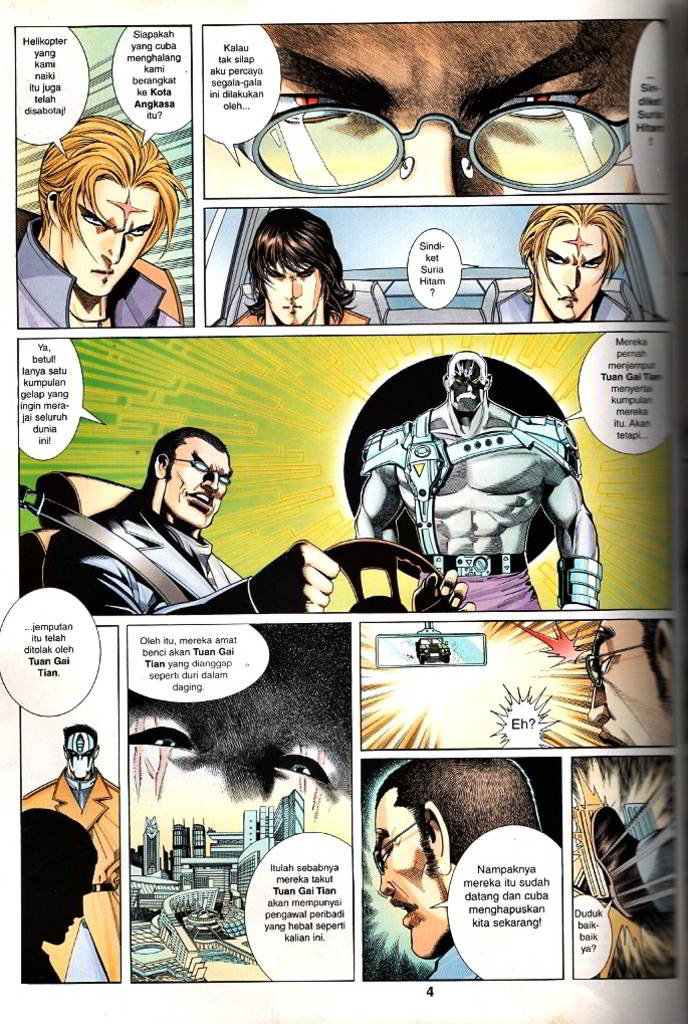 Helikopter
yang
kami
naiki
itu juga
telah
disabotaj!
Siapakah
yang cuba
menghalang
kami
berangkat
ke Kota
Angkasa
itu?
Kalau
tak silap
aku percaya
segala-gala
ini dilakukan
oleh...
...
Sin-
diket
Suria
Hitam
!
Sindi-
ket
Suria
Hitam
?
Ya,
betul!
Ianya satu
kumpulan
gelap yang
ingin mera-
jai seluruh
dunia
ini!
Mereka
pernah
menjemput
Tuan Gai Tian
menyertai
kumpulan
mereka
itu. Akan
tetapi...
...jemputan
itu telah
ditolak oleh
Tuan Gai
Tian.
Oleh itu, mereka amat
benci akan Tuan Gai
Tian yang dianggap
seperti duri dalam
daging.
Itulah sebabnya
mereka takut
Tuan Gai Tian
akan mempunyai
pengawal peribadi
yang hebat seperti
kalian ini.
Eh?
Nampaknya
mereka itu sudah
datang dan cuba
menghapuskan
kita sekarang!
Duduk
baik-
baik
ya?
4